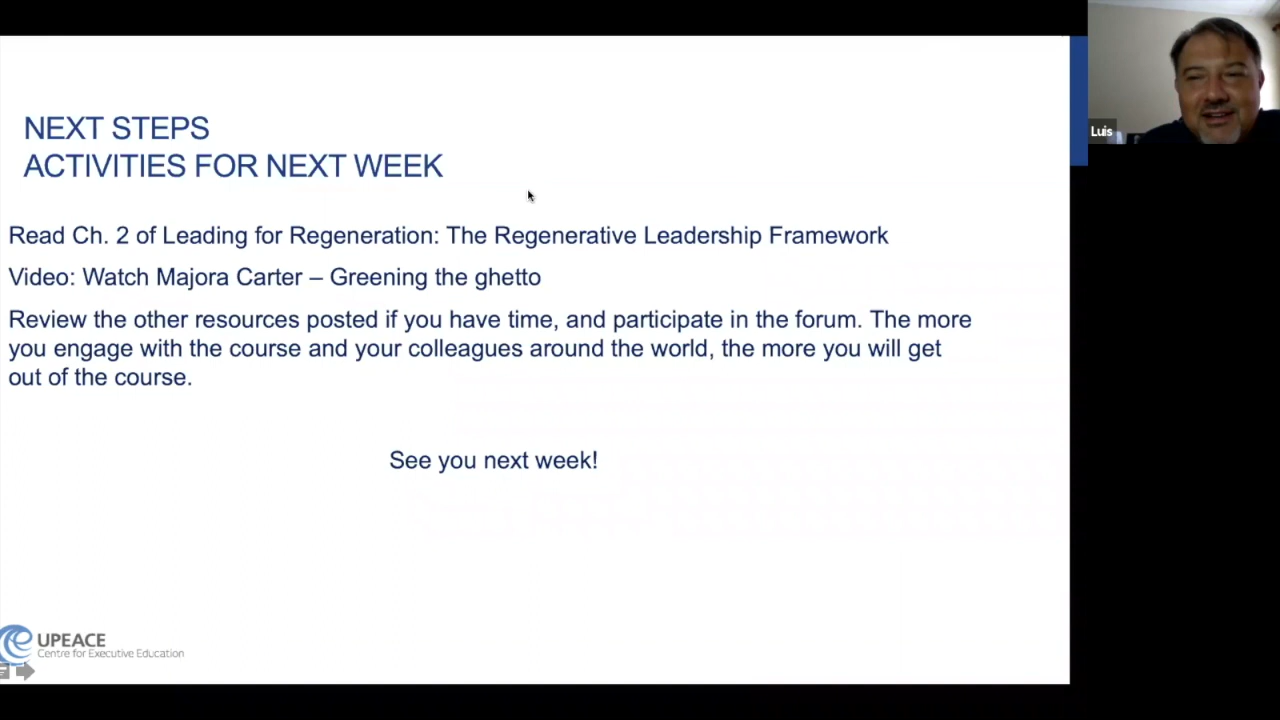 NEXT STEPS
ACTIVITIES FOR NEXT WEEK
Read Ch. 2 of Leading for Regeneration: The Regenerative Leadership Framework
Video: Watch Majora Carter – Greening the ghetto
Review the other resources posted if you have time, and participate in the forum. The more
you engage with the course and your colleagues around the world, the more you will get
out of the course.
See you next week!
UPEACE
Centre for Executive Education
Luis